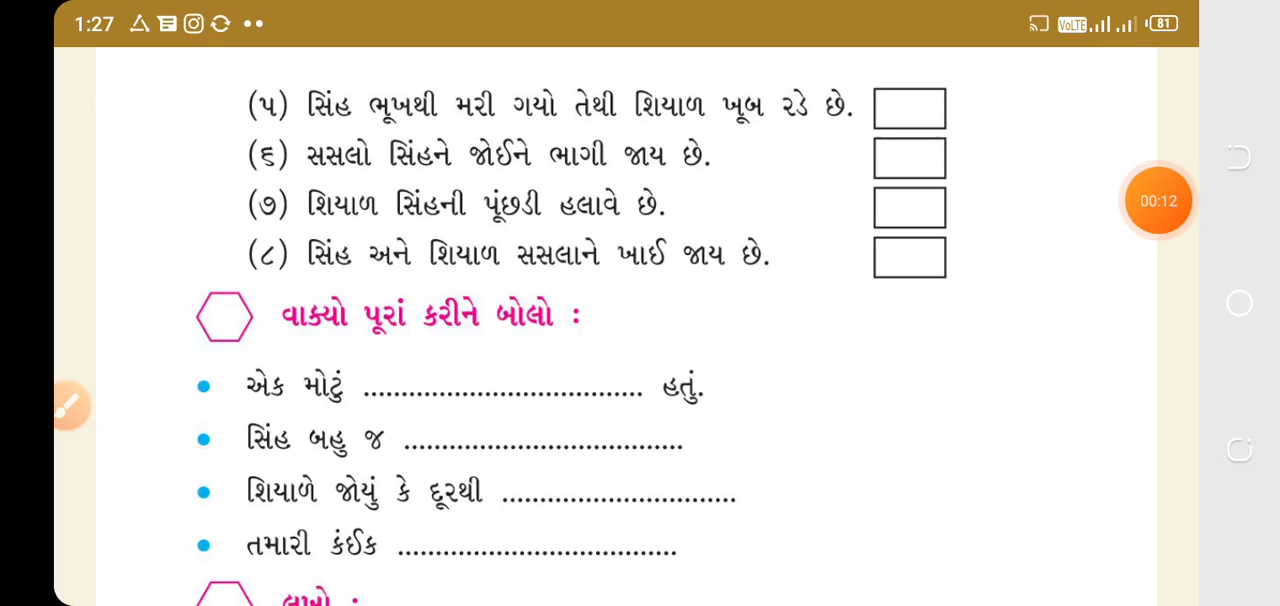 1:27 VoLTE 81
(૫) સિંહ ભૂખથી મરી ગયો તેથી શિયાળ ખૂબ રડે છે.
(૬) સસલો સિંહને જોઈને ભાગી જાય છે.
(૭) શિયાળ સિંહની પૂંછડી હલાવે છે.
(૮) સિંહ અને શિયાળ સસલાને ખાઈ જાય છે.
00:12
વાક્યો પૂરાં કરીને બોલો :
• એક મોટું ..................................... હતું.
• સિંહ બહુ જ .....................................
• શિયાળે જોયું કે દૂરથી ...............................
• તમારી કંઈક .....................................
લખો :